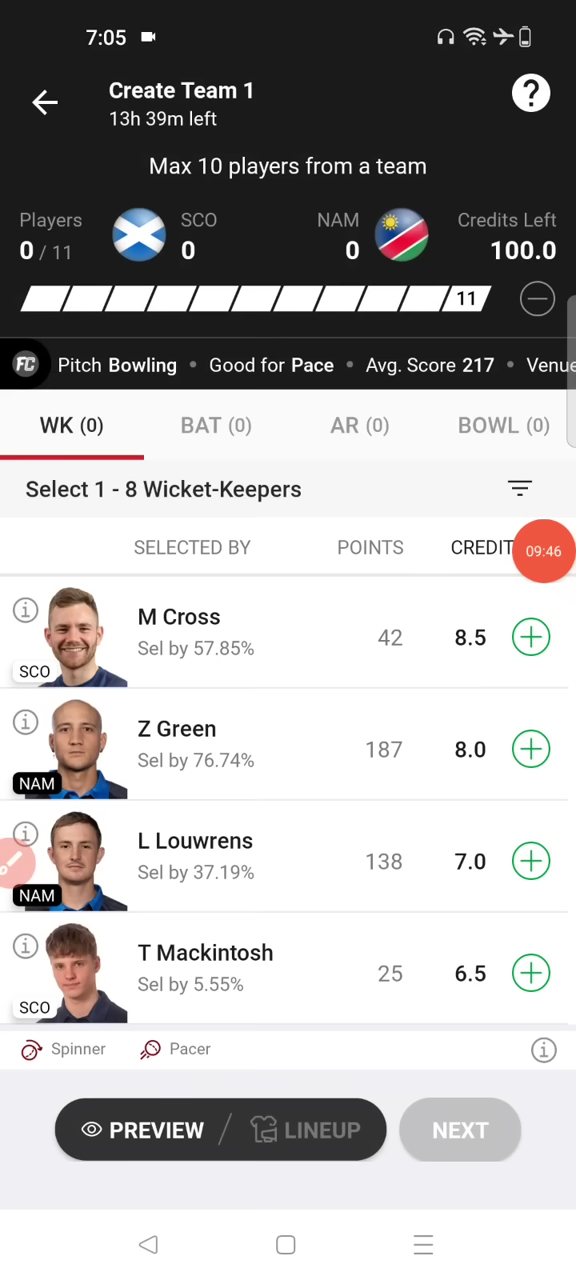 7:05
Create Team 1
13h 39m left
?
Max 10 players from a team
Players SCO NAM Credits Left
0 / 11 0 0 100.0
11
FC Pitch Bowling • Good for Pace • Avg. Score 217 • Venue
WK (0) BAT (0) AR (0) BOWL (0)
Select 1 - 8 Wicket-Keepers
SELECTED BY POINTS CREDIT 09:46
M Cross
Sel by 57.85% 42 8.5
SCO
Z Green
Sel by 76.74% 187 8.0
NAM
L Louwrens
Sel by 37.19% 138 7.0
NAM
T Mackintosh
Sel by 5.55% 25 6.5
SCO
Spinner Pacer
PREVIEW / LINEUP NEXT